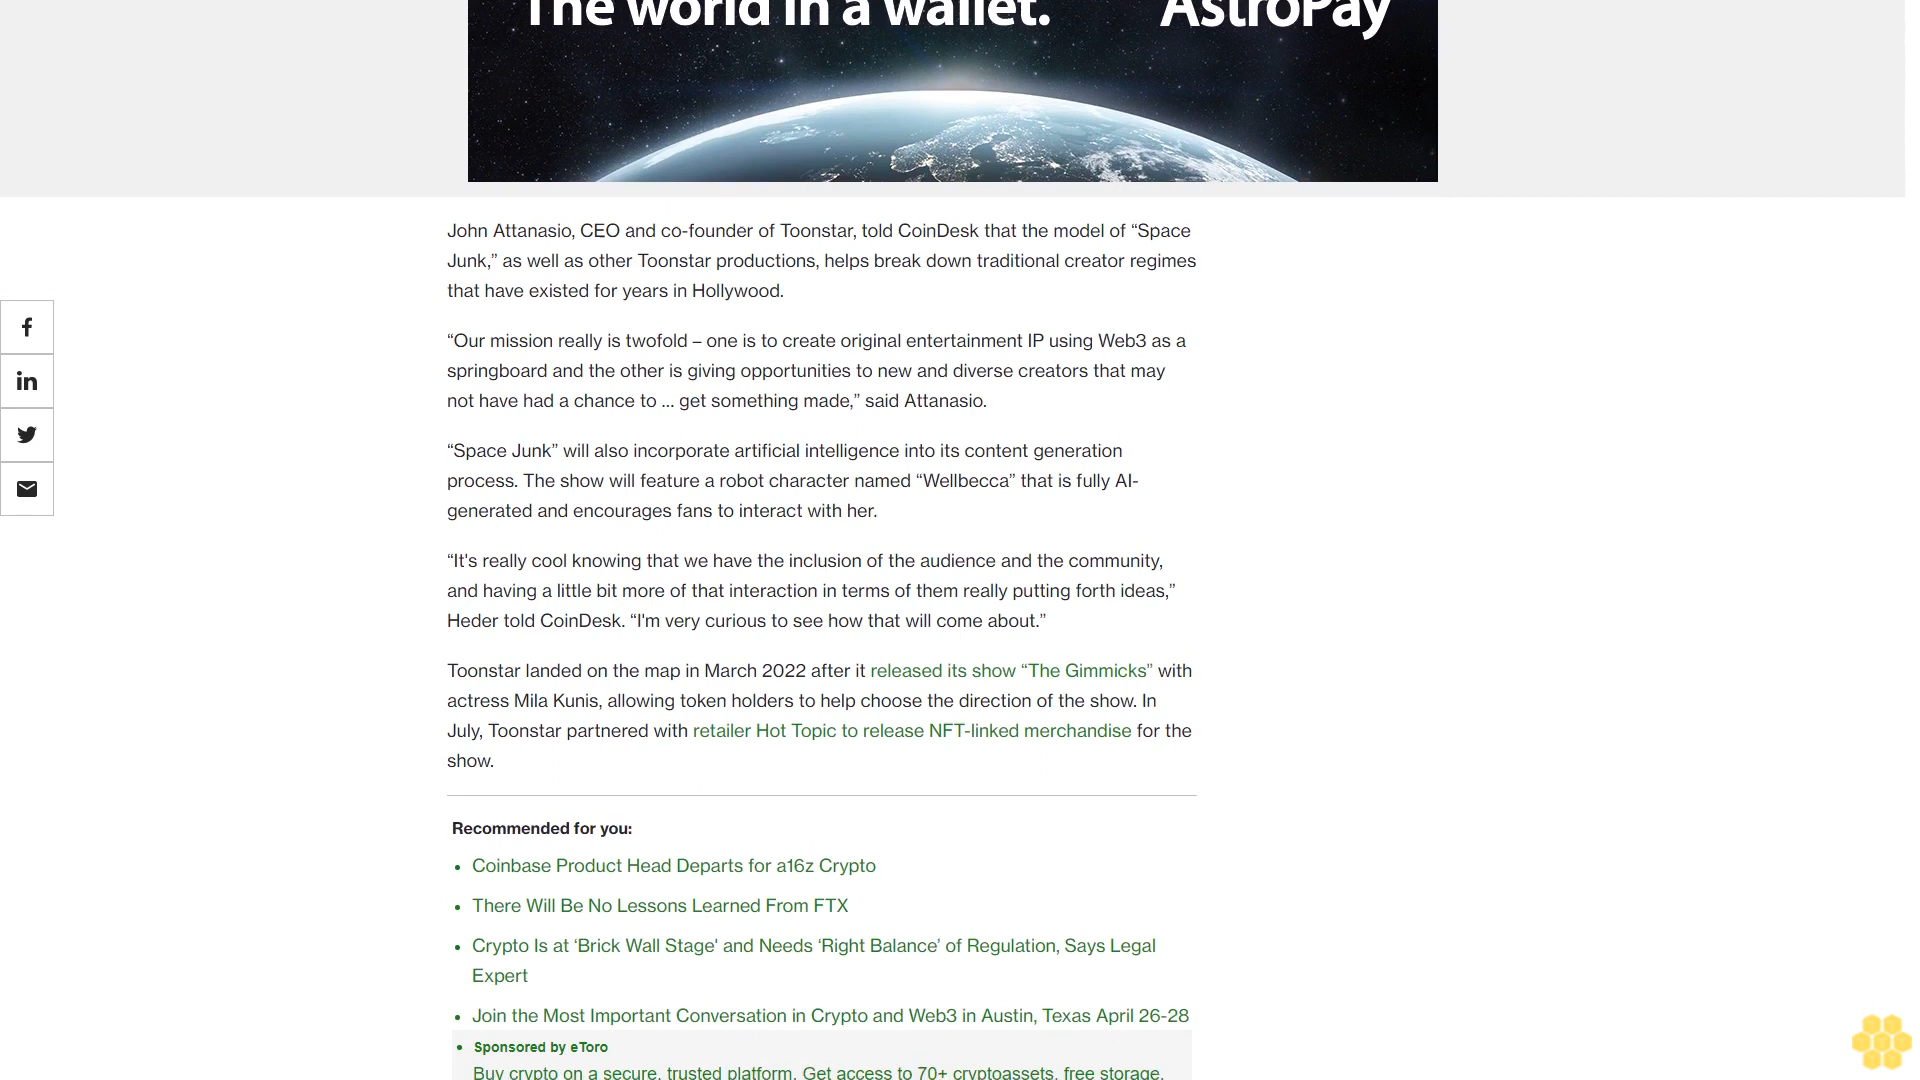 The world in a wallet. AstroPay
John Attanasio, CEO and co-founder of Toonstar, told CoinDesk that the model of “Space
Junk,” as well as other Toonstar productions, helps break down traditional creator regimes
that have existed for years in Hollywood.
“Our mission really is twofold – one is to create original entertainment IP using Web3 as a
springboard and the other is giving opportunities to new and diverse creators that may
not have had a chance to ... get something made,” said Attanasio.
“Space Junk” will also incorporate artificial intelligence into its content generation
process. The show will feature a robot character named “Wellbecca” that is fully AI-
generated and encourages fans to interact with her.
“It's really cool knowing that we have the inclusion of the audience and the community,
and having a little bit more of that interaction in terms of them really putting forth ideas,”
Heder told CoinDesk. “I'm very curious to see how that will come about.”
Toonstar landed on the map in March 2022 after it released its show “The Gimmicks” with
actress Mila Kunis, allowing token holders to help choose the direction of the show. In
July, Toonstar partnered with retailer Hot Topic to release NFT-linked merchandise for the
show.
Recommended for you:
• Coinbase Product Head Departs for a16z Crypto
• There Will Be No Lessons Learned From FTX
• Crypto Is at ‘Brick Wall Stage' and Needs ‘Right Balance’ of Regulation, Says Legal
Expert
• Join the Most Important Conversation in Crypto and Web3 in Austin, Texas April 26-28
• Sponsored by eToro
Buy crypto on a secure, trusted platform. Get access to 70+ cryptoassets, free storage,